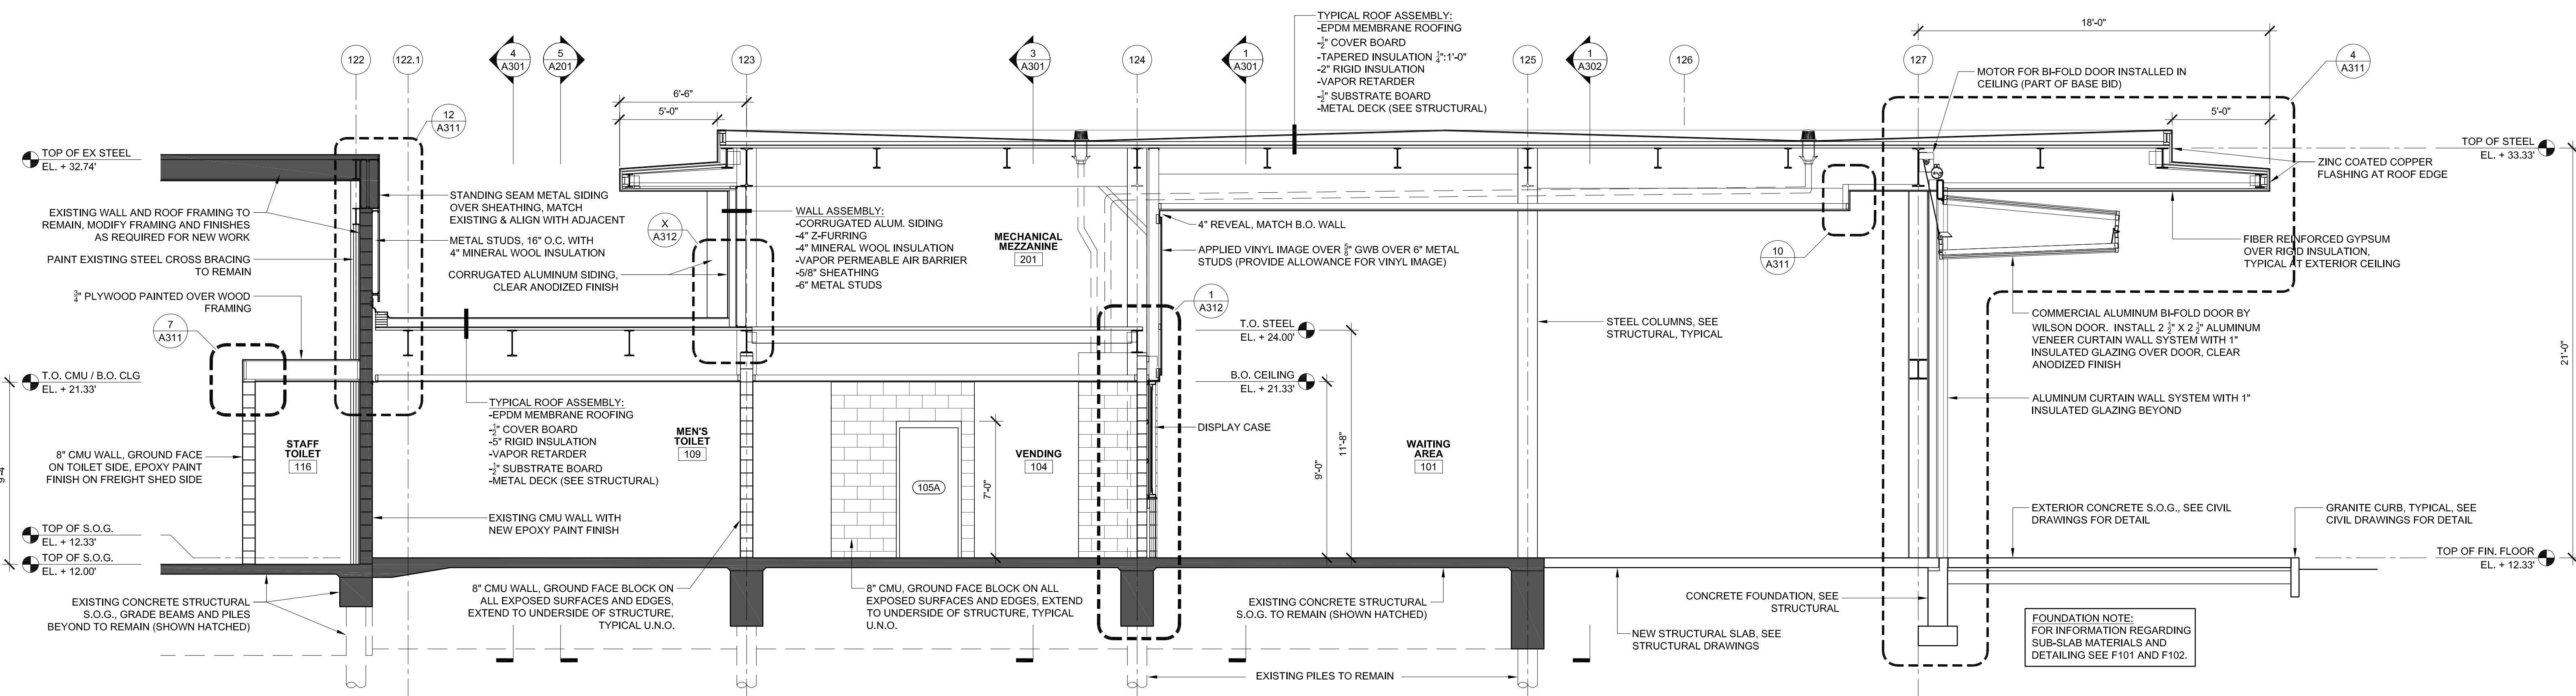 122
122.1
4
A301
5
A201
123
3
A301
124
1
A301
125
1
A302
126
127
18'-0"
4
A311
TYPICAL ROOF ASSEMBLY:
-EPDM MEMBRANE ROOFING
-½" COVER BOARD
-TAPERED INSULATION ¼":1'-0"
-2" RIGID INSULATION
-VAPOR RETARDER
-½" SUBSTRATE BOARD
-METAL DECK (SEE STRUCTURAL)
MOTOR FOR BI-FOLD DOOR INSTALLED IN
CEILING (PART OF BASE BID)
6'-6"
5'-0"
5'-0"
12
A311
TOP OF EX STEEL
EL. + 32.74'
TOP OF STEEL
EL. + 33.33'
ZINC COATED COPPER
FLASHING AT ROOF EDGE
EXISTING WALL AND ROOF FRAMING TO
REMAIN, MODIFY FRAMING AND FINISHES
AS REQUIRED FOR NEW WORK
PAINT EXISTING STEEL CROSS BRACING
TO REMAIN
¾" PLYWOOD PAINTED OVER WOOD
FRAMING
7
A311
STANDING SEAM METAL SIDING
OVER SHEATHING, MATCH
EXISTING & ALIGN WITH ADJACENT
METAL STUDS, 16" O.C. WITH
4" MINERAL WOOL INSULATION
CORRUGATED ALUMINUM SIDING,
CLEAR ANODIZED FINISH
X
A312
WALL ASSEMBLY:
-CORRUGATED ALUM. SIDING
-4" Z-FURRING
-4" MINERAL WOOL INSULATION
-VAPOR PERMEABLE AIR BARRIER
-5/8" SHEATHING
-6" METAL STUDS
MECHANICAL
MEZZANINE
201
4" REVEAL, MATCH B.O. WALL
APPLIED VINYL IMAGE OVER ⅝" GWB OVER 6" METAL
STUDS (PROVIDE ALLOWANCE FOR VINYL IMAGE)
1
A312
10
A311
FIBER REINFORCED GYPSUM
OVER RIGID INSULATION,
TYPICAL AT EXTERIOR CEILING
T.O. STEEL
EL. + 24.00'
STEEL COLUMNS, SEE
STRUCTURAL, TYPICAL
COMMERCIAL ALUMINUM BI-FOLD DOOR BY
WILSON DOOR. INSTALL 2 ½" X 2 ½" ALUMINUM
VENEER CURTAIN WALL SYSTEM WITH 1"
INSULATED GLAZING OVER DOOR, CLEAR
ANODIZED FINISH
21'-0"
T.O. CMU / B.O. CLG
EL. + 21.33'
B.O. CEILING
EL. + 21.33'
ALUMINUM CURTAIN WALL SYSTEM WITH 1"
INSULATED GLAZING BEYOND
TYPICAL ROOF ASSEMBLY:
-EPDM MEMBRANE ROOFING
-½" COVER BOARD
-5" RIGID INSULATION
-VAPOR RETARDER
-½" SUBSTRATE BOARD
-METAL DECK (SEE STRUCTURAL)
STAFF
TOILET
116
MEN'S
TOILET
109
VENDING
104
105A
7'-0"
DISPLAY CASE
9'-0"
11'-8"
WAITING
AREA
101
8" CMU WALL, GROUND FACE
ON TOILET SIDE, EPOXY PAINT
FINISH ON FREIGHT SHED SIDE
EXISTING CMU WALL WITH
NEW EPOXY PAINT FINISH
TOP OF S.O.G.
EL. + 12.33'
TOP OF S.O.G.
EL. + 12.00'
EXTERIOR CONCRETE S.O.G., SEE CIVIL
DRAWINGS FOR DETAIL
GRANITE CURB, TYPICAL, SEE
CIVIL DRAWINGS FOR DETAIL
TOP OF FIN. FLOOR
EL. + 12.33'
EXISTING CONCRETE STRUCTURAL
S.O.G., GRADE BEAMS AND PILES
BEYOND TO REMAIN (SHOWN HATCHED)
8" CMU WALL, GROUND FACE BLOCK ON
ALL EXPOSED SURFACES AND EDGES,
EXTEND TO UNDERSIDE OF STRUCTURE,
TYPICAL U.N.O.
8" CMU, GROUND FACE BLOCK ON ALL
EXPOSED SURFACES AND EDGES, EXTEND
TO UNDERSIDE OF STRUCTURE, TYPICAL
U.N.O.
EXISTING CONCRETE STRUCTURAL
S.O.G. TO REMAIN (SHOWN HATCHED)
NEW STRUCTURAL SLAB, SEE
STRUCTURAL DRAWINGS
CONCRETE FOUNDATION, SEE
STRUCTURAL
FOUNDATION NOTE:
FOR INFORMATION REGARDING
SUB-SLAB MATERIALS AND
DETAILING SEE F101 AND F102.
EXISTING PILES TO REMAIN